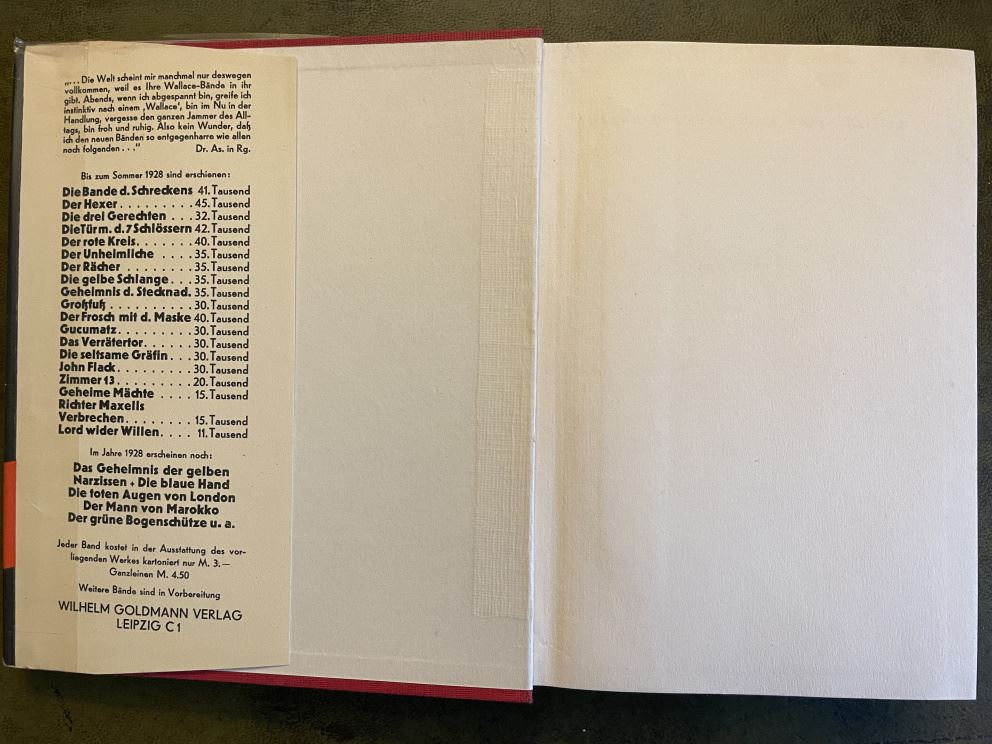 „... Die Welt scheint mir manchmal nur deswegen
vollkommen, weil es Ihre Wallace-Bände in ihr
gibt. Abends, wenn ich abgespannt bin, greife ich
instinktiv nach einem ‚Wallace‘, bin im Nu in der
Handlung, vergesse den ganzen Jammer des All-
tags, bin froh und ruhig. Also kein Wunder, daß
ich den neuen Bänden so entgegenharre wie allen
noch folgenden ...“ Dr. As. in Rg.
Bis zum Sommer 1928 sind erschienen:
Die Bande d. Schreckens 41. Tausend
Der Hexer . . . . . . . . . 45. Tausend
Die drei Gerechten . . . 32. Tausend
Die Tür m. d. 7 Schlössern 42. Tausend
Der rote Kreis. . . . . . . 40. Tausend
Der Unheimliche . . . . 35. Tausend
Der Rächer . . . . . . . . 35. Tausend
Die gelbe Schlange . . . 35. Tausend
Geheimnis d. Stecknad. 35. Tausend
Großfuß . . . . . . . . . . 30. Tausend
Der Frosch mit d. Maske 40. Tausend
Gucumatz. . . . . . . . . 30. Tausend
Das Verrätertor. . . . . . 30. Tausend
Die seltsame Gräfin . . . 30. Tausend
John Flack. . . . . . . . . 30. Tausend
Zimmer 13 . . . . . . . . . 20. Tausend
Geheime Mächte . . . . 15. Tausend
Richter Maxells
Verbrechen. . . . . . . . 15. Tausend
Lord wider Willen. . . . 11. Tausend
Im Jahre 1928 erscheinen noch:
Das Geheimnis der gelben
Narzissen + Die blaue Hand
Die toten Augen von London
Der Mann von Marokko
Der grüne Bogenschütze u. a.
Jeder Band kostet in der Ausstattung des vor-
liegenden Werkes kartoniert nur M. 3.—
Ganzleinen M. 4.50
Weitere Bände sind in Vorbereitung
WILHELM GOLDMANN VERLAG
LEIPZIG C 1